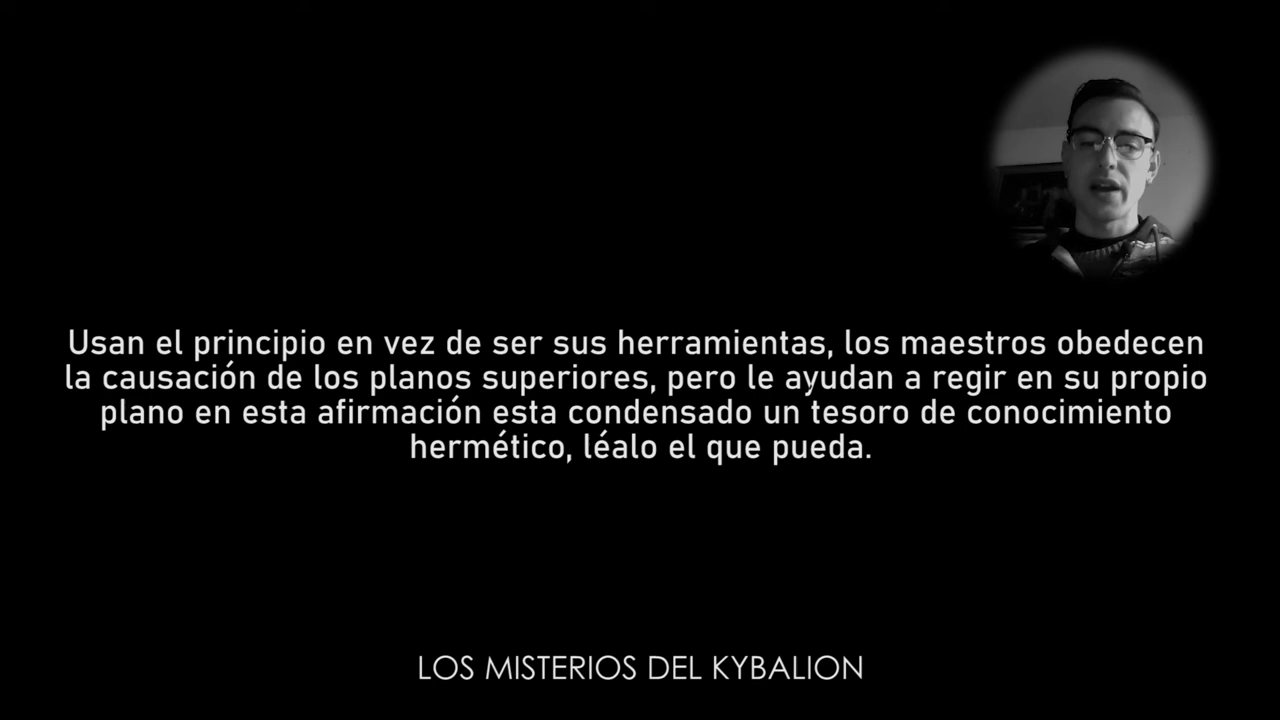 Usan el principio en vez de ser sus herramientas, los maestros obedecen
la causación de los planos superiores, pero le ayudan a regir en su propio
plano en esta afirmación esta condensado un tesoro de conocimiento
hermético, léalo el que pueda.
LOS MISTERIOS DEL KYBALION